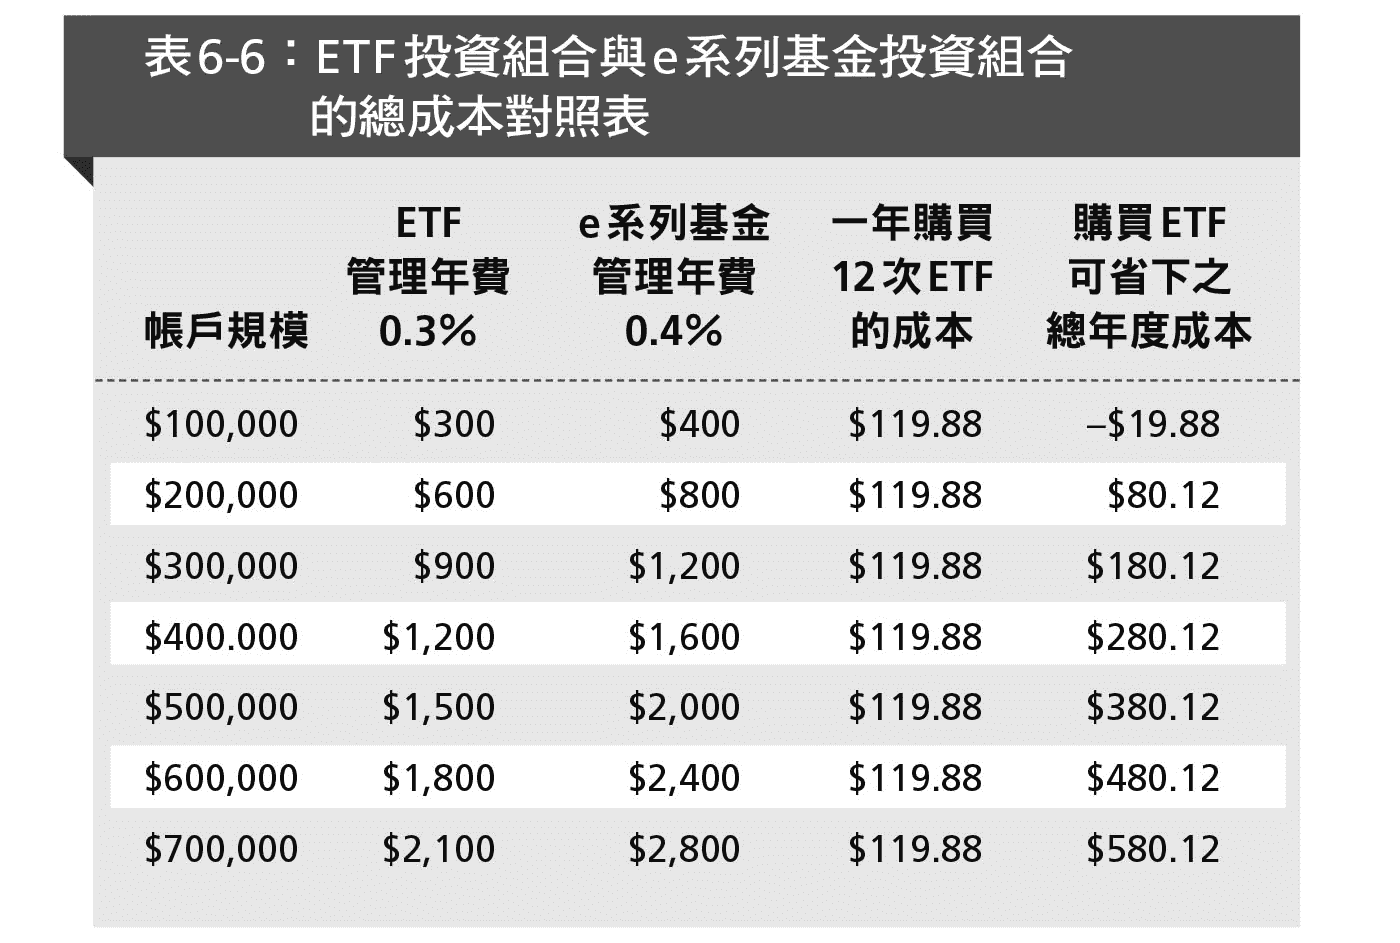 表6-6：ETF投資組合與e系列基金投資組合
的總成本對照表
ETF e系列基金 一年購買 購買ETF
管理年費 管理年費 12次ETF 可省下之
帳戶規模 0.3% 0.4% 的成本 總年度成本
$100,000 $300 $400 $119.88 –$19.88
$200,000 $600 $800 $119.88 $80.12
$300,000 $900 $1,200 $119.88 $180.12
$400.000 $1,200 $1,600 $119.88 $280.12
$500,000 $1,500 $2,000 $119.88 $380.12
$600,000 $1,800 $2,400 $119.88 $480.12
$700,000 $2,100 $2,800 $119.88 $580.12